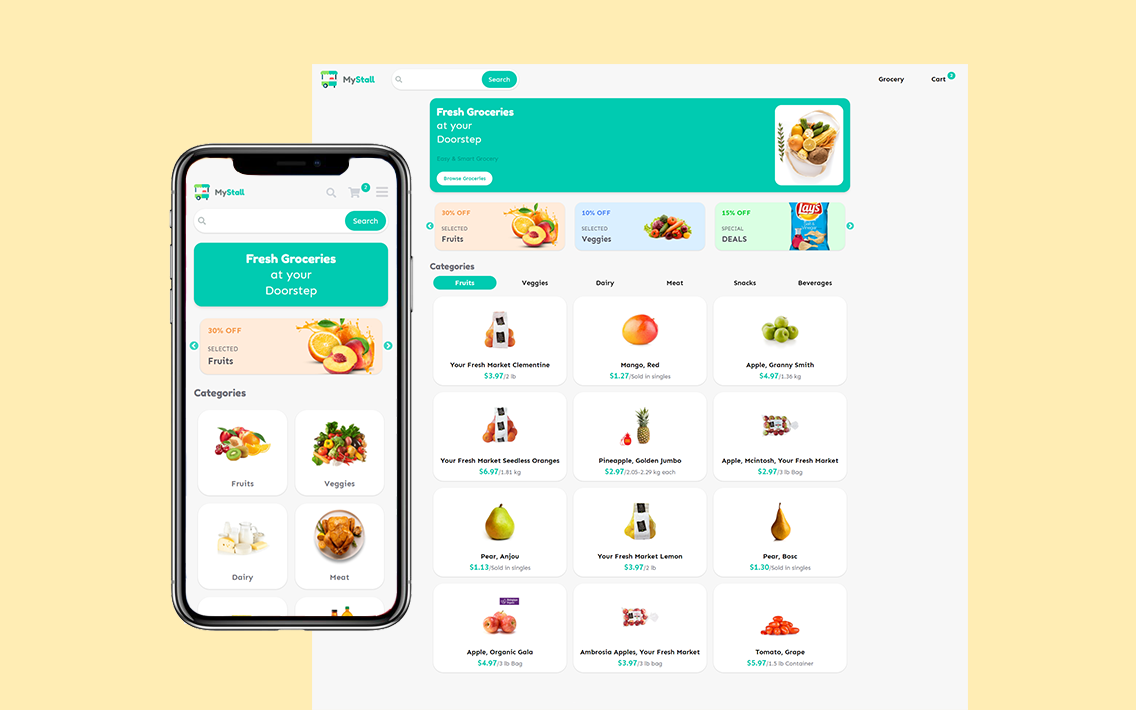 MyStall
Search
Grocery
Cart
2
Fresh Groceries
at your
Doorstep
Easy & Smart Grocery
Browse Groceries
30% OFF
SELECTED
Fruits
10% OFF
SELECTED
Veggies
15% OFF
SPECIAL
DEALS
Lay's
Categories
Fruits
Veggies
Dairy
Meat
Snacks
Beverages
Your Fresh Market Clementine
$3.97/2 lb
Mango, Red
$1.27/Sold in singles
Apple, Granny Smith
$4.97/1.36 kg
Your Fresh Market Seedless Oranges
$6.97/1.81 kg
Pineapple, Golden Jumbo
$2.97/2.05-2.29 kg each
Apple, Mcintosh, Your Fresh Market
$2.97/3 lb Bag
Pear, Anjou
$1.13/Sold in singles
Your Fresh Market Lemon
$3.97/2 lb
Pear, Bosc
$1.30/Sold in singles
Apple, Organic Gala
$4.97/3 lb Bag
Ambrosia Apples, Your Fresh Market
$3.97/3 lb bag
Tomato, Grape
$5.97/1.5 lb Container
MyStall
2
Search
Fresh Groceries
at your
Doorstep
30% OFF
SELECTED
Fruits
Categories
Fruits
Veggies
Dairy
Meat